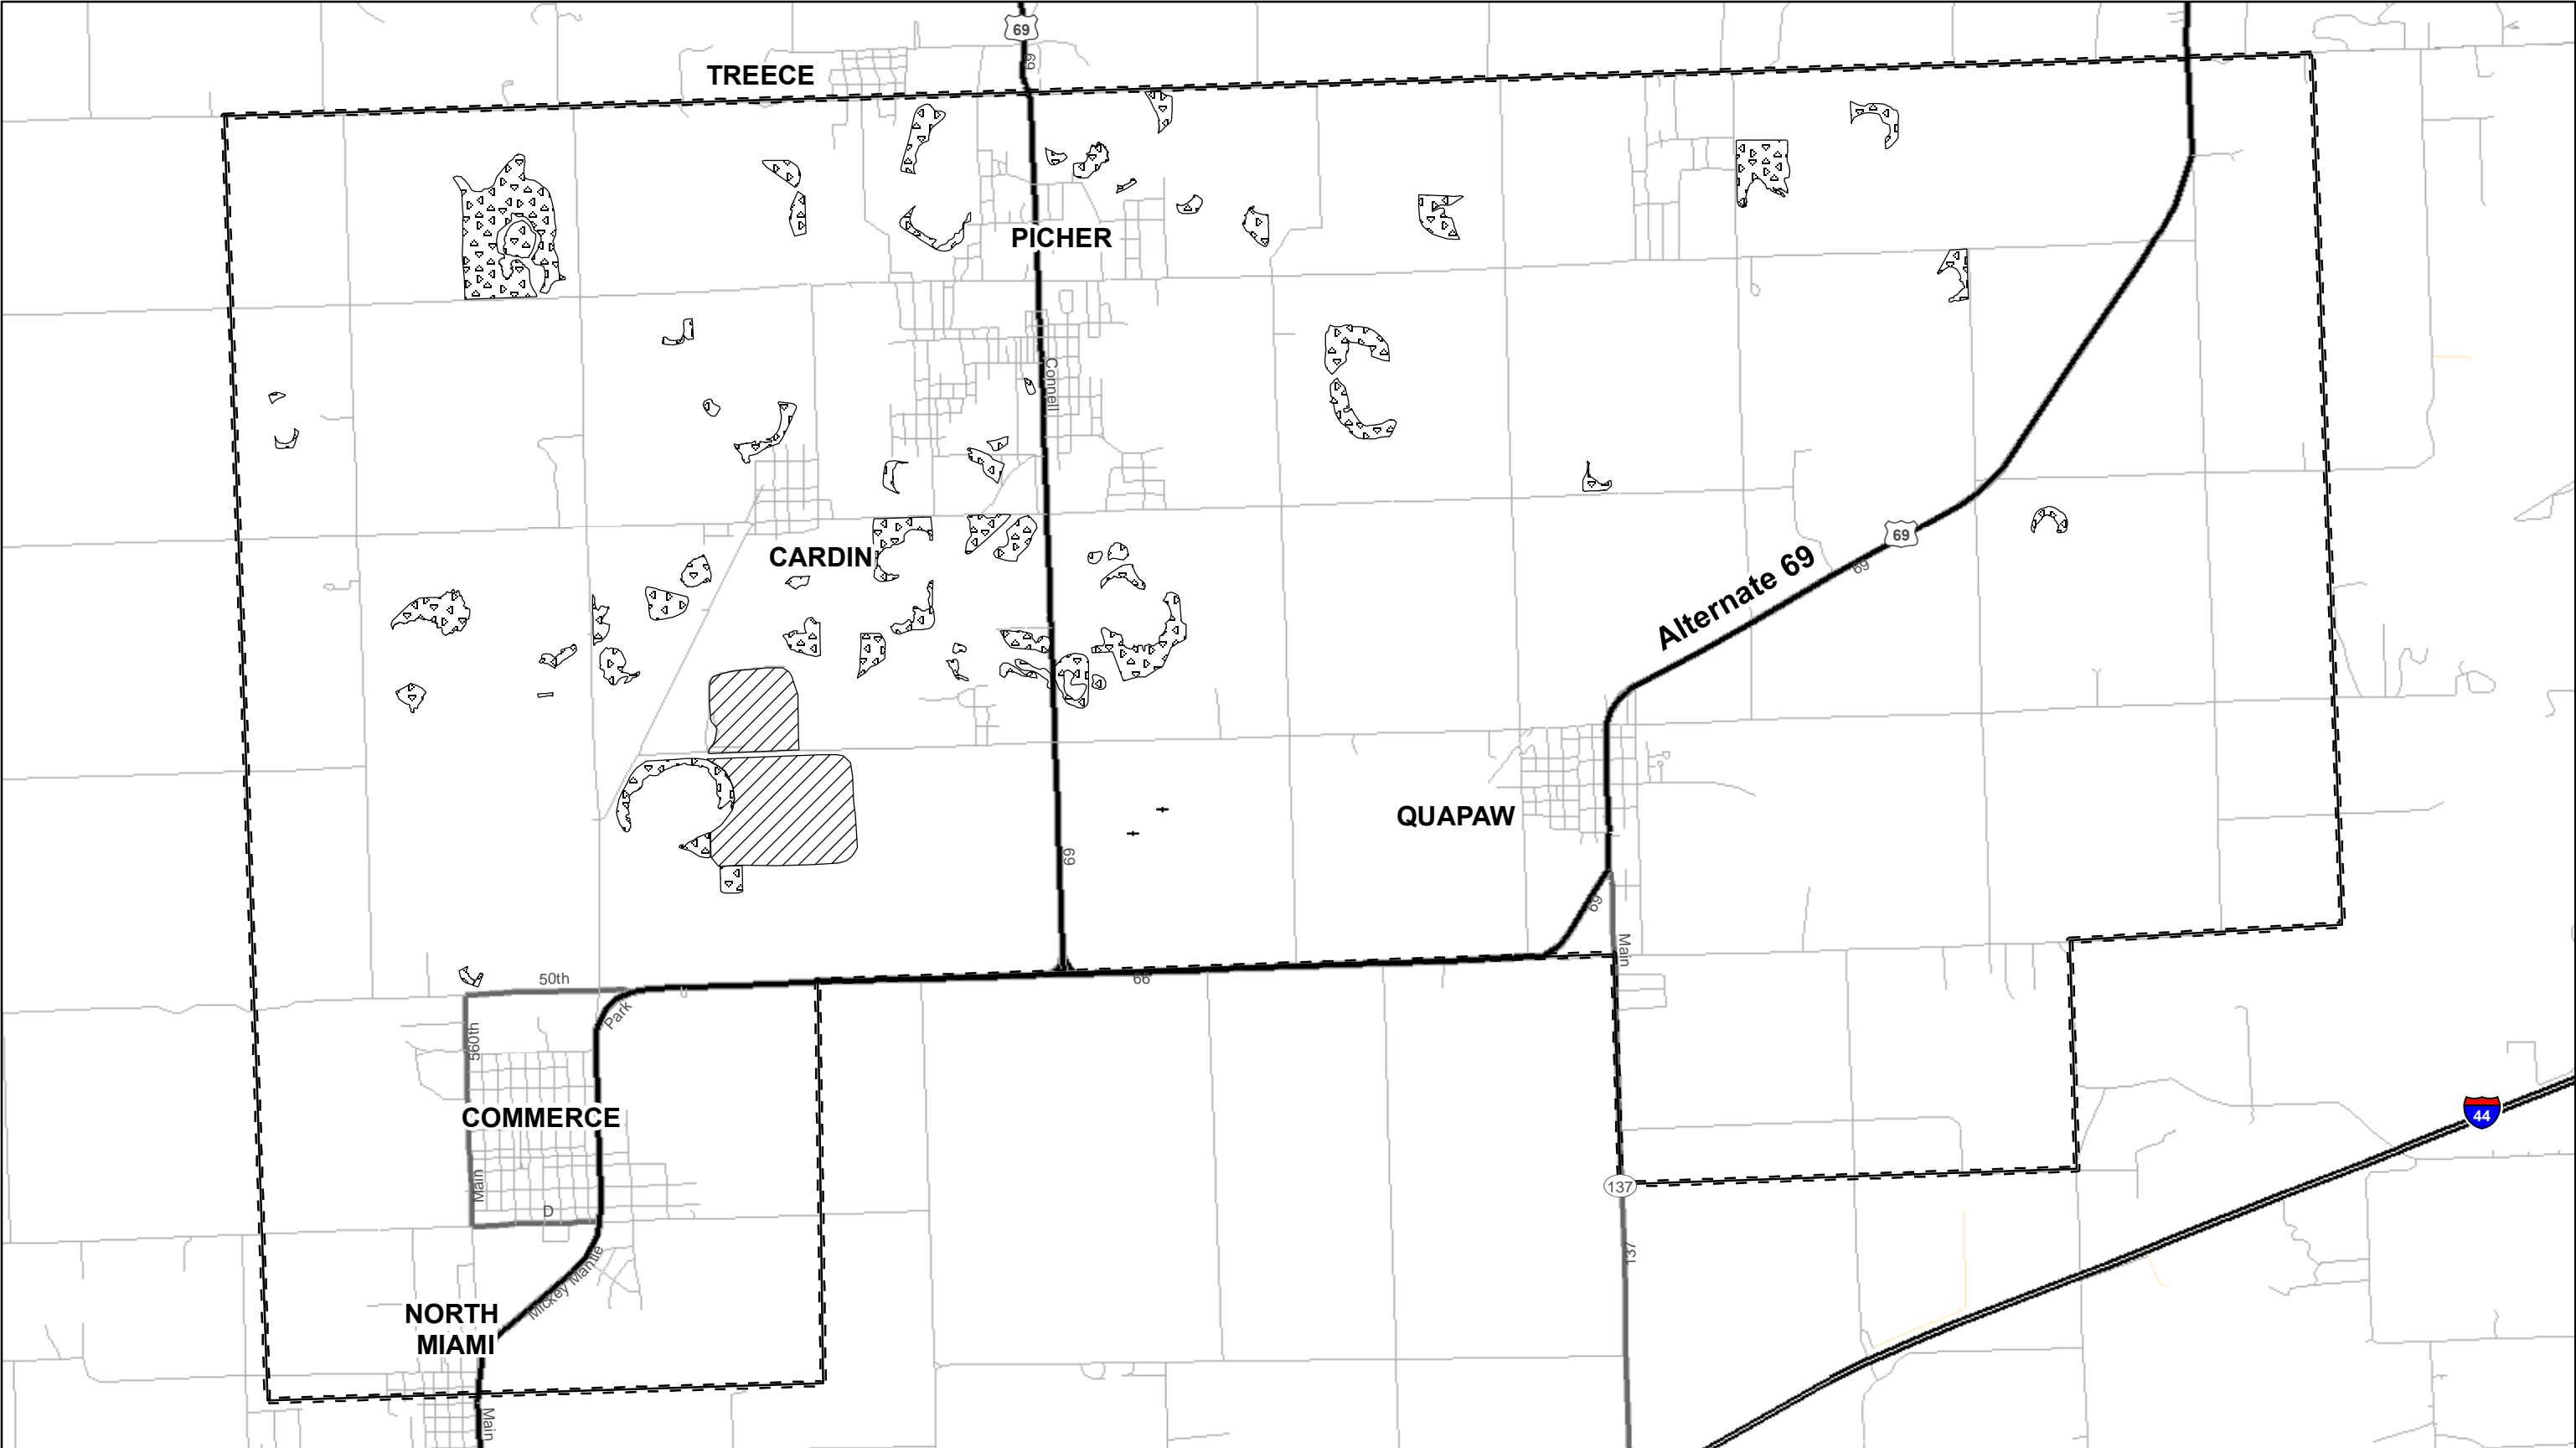 69
TREECE
69
PICHER
Connell
CARDIN
69
Alternate 69
69
QUAPAW
69
69
Main
50th
66
Park
560th
COMMERCE
44
Main
137
D
137
Mickey Mantle
NORTH
MIAMI
Main